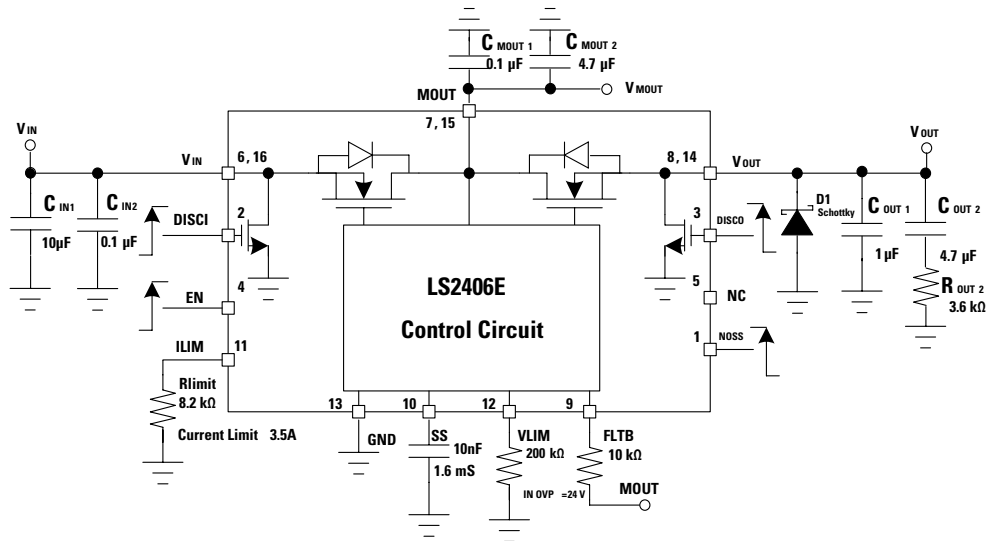 C MOUT 1
0.1 µF
C MOUT 2
4.7 µF
MOUT
V MOUT
7, 15
V IN
V IN
6, 16
8, 14
V OUT
V OUT
C IN1
10µF
C IN2
0.1 µF
DISCI
2
3
DISCO
D1
Schottky
C OUT 1
1 µF
C OUT 2
4.7 µF
R OUT 2
3.6 kΩ
4
EN
5
NC
LS2406E
Control Circuit
1
NOSS
ILIM
11
Rlimit
8.2 kΩ
Current Limit 3.5A
13
10
12
9
GND
SS
10nF
1.6 mS
VLIM
200 kΩ
IN OVP =24 V
FLTB
10 kΩ
MOUT